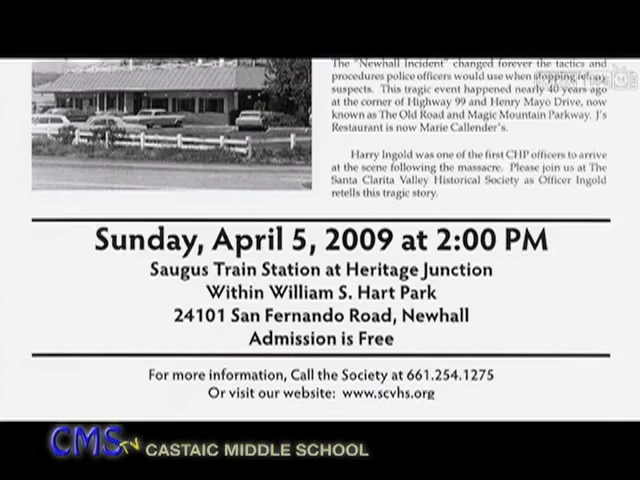 The "Newhall Incident" changed forever the tactics and
procedures police officers would use when stopping felony
suspects. This tragic event happened nearly 40 years ago
at the corner of Highway 99 and Henry Mayo Drive, now
known as The Old Road and Magic Mountain Parkway. J's
Restaurant is now Marie Callender's.
Harry Ingold was one of the first CHP officers to arrive
at the scene following the massacre. Please join us at The
Santa Clarita Valley Historical Society as Officer Ingold
retells this tragic story.
Sunday, April 5, 2009 at 2:00 PM
Saugus Train Station at Heritage Junction
Within William S. Hart Park
24101 San Fernando Road, Newhall
Admission is Free
For more information, Call the Society at 661.254.1275
Or visit our website: www.scvhs.org
CMS TV CASTAIC MIDDLE SCHOOL